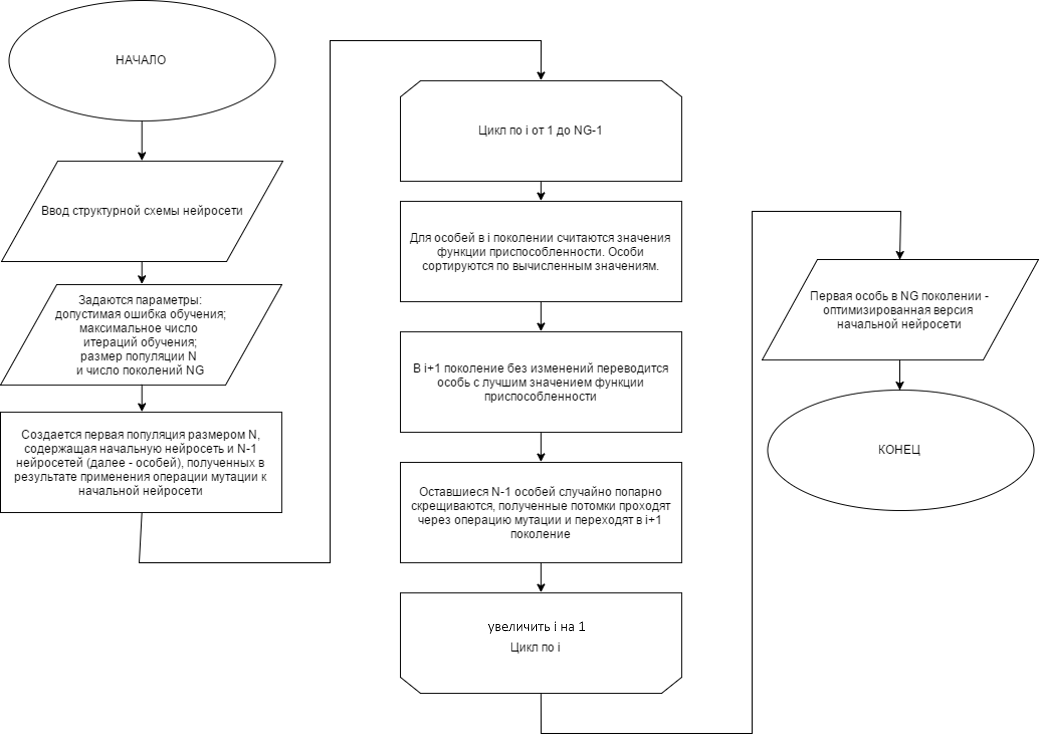 НАЧАЛО
Ввод структурной схемы нейросети
Задаются параметры:
допустимая ошибка обучения;
максимальное число
итераций обучения;
размер популяции N
и число поколений NG
Создается первая популяция размером N,
содержащая начальную нейросеть и N-1
нейросетей (далее - особей), полученных в
результате применения операции мутации к
начальной нейросети
Цикл по i от 1 до NG-1
Для особей в i поколении считаются значения
функции приспособленности. Особи
сортируются по вычисленным значениям.
В i+1 поколение без изменений переводится
особь с лучшим значением функции
приспособленности
Оставшиеся N-1 особей случайно попарно
скрещиваются, полученные потомки проходят
через операцию мутации и переходят в i+1
поколение
увеличить i на 1
Цикл по i
Первая особь в NG поколении -
оптимизированная версия
начальной нейросети
КОНЕЦ